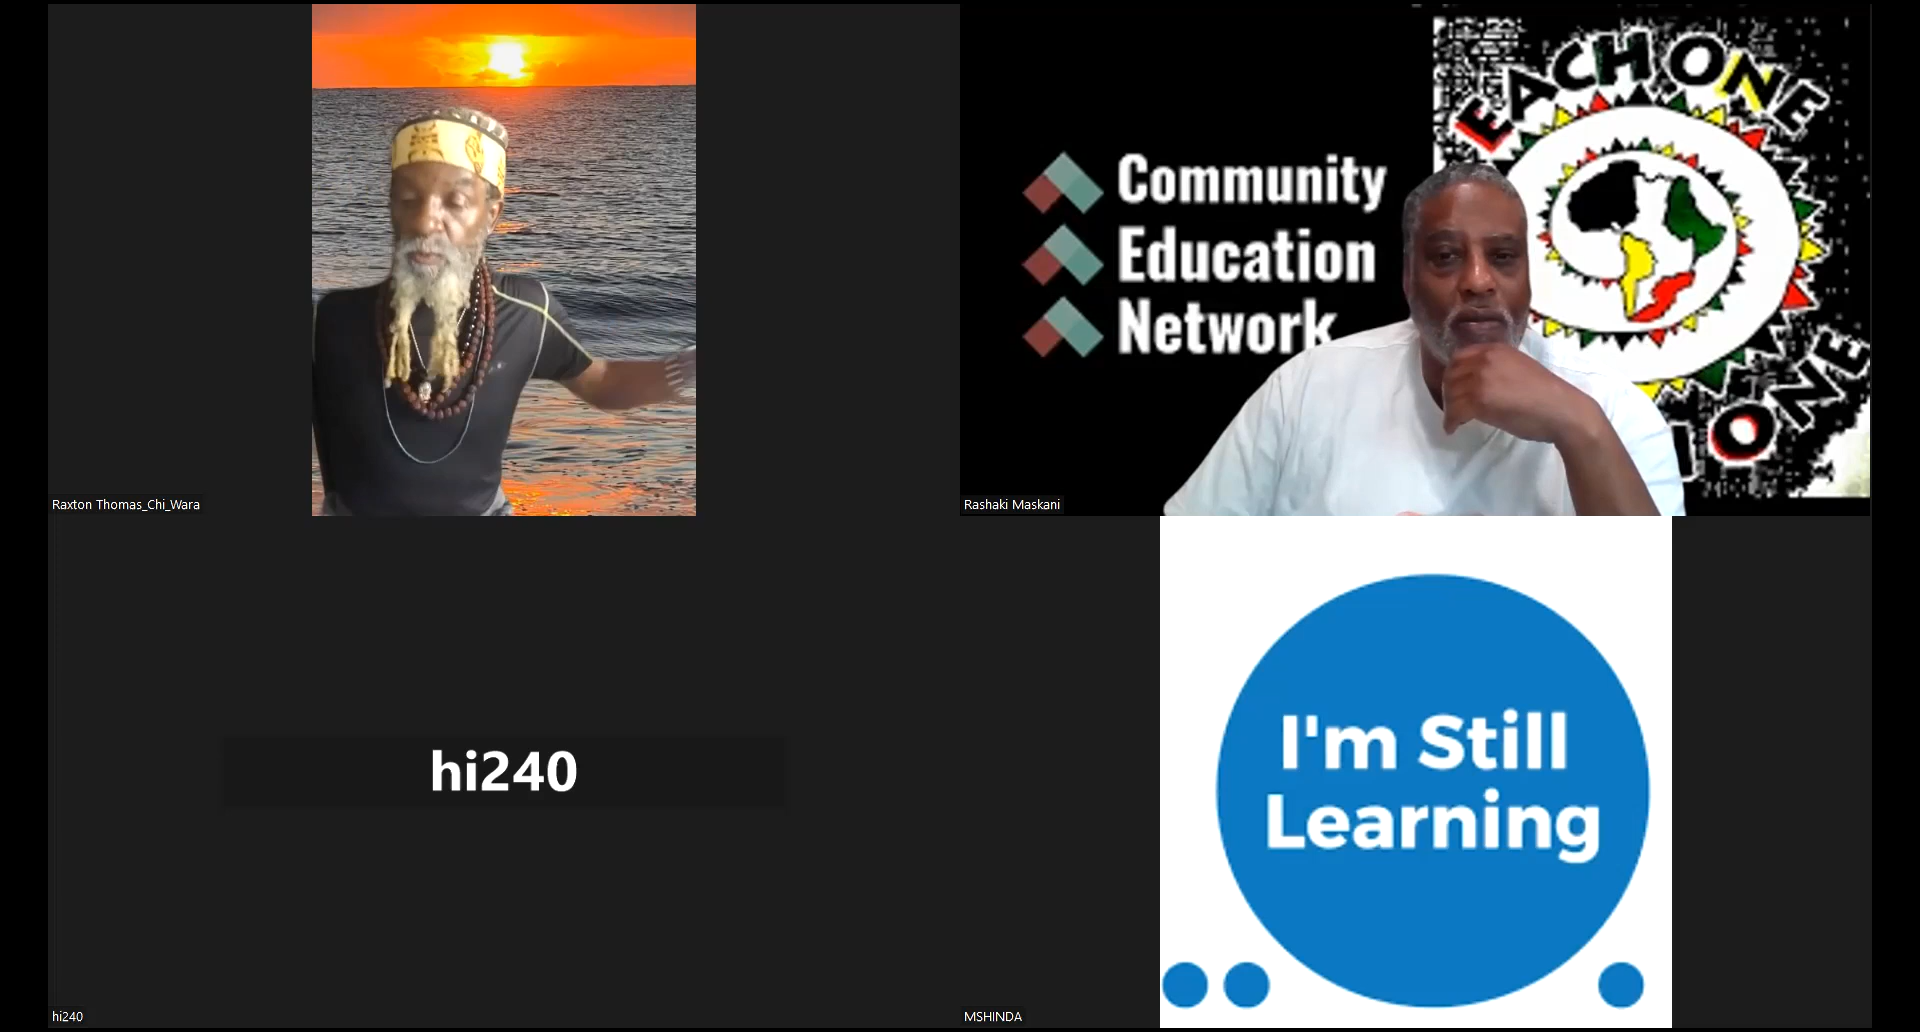 EACH ONE
Community
Education
Network
ONE
Raxton Thomas_Chi_Wara
Rashaki Maskani
hi240
I'm Still
Learning
hi240
MSHINDA